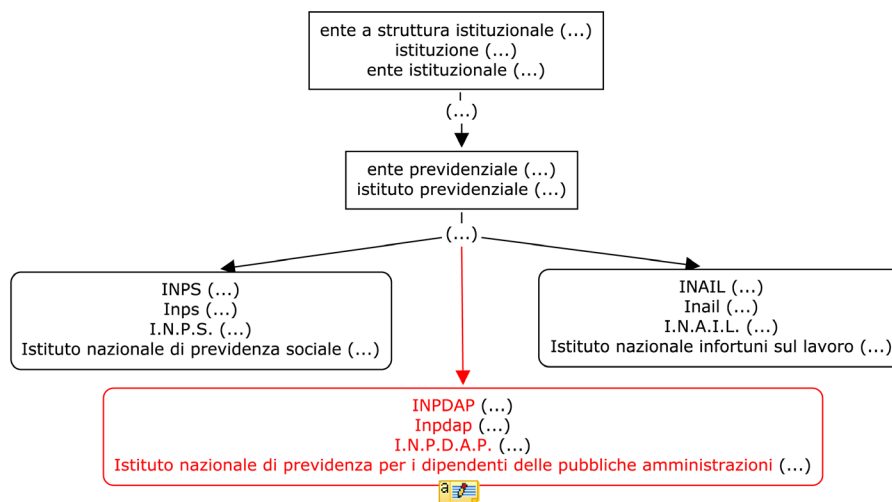 ente a struttura istituzionale (...)
istituzione (...)
ente istituzionale (...)
(...)
ente previdenziale (...)
istituto previdenziale (...)
(...)
INPS (...)
Inps (...)
I.N.P.S. (...)
Istituto nazionale di previdenza sociale (...)
INAIL (...)
Inail (...)
I.N.A.I.L. (...)
Istituto nazionale infortuni sul lavoro (...)
INPDAP (...)
Inpdap (...)
I.N.P.D.A.P. (...)
Istituto nazionale di previdenza per i dipendenti delle pubbliche amministrazioni (...)
a